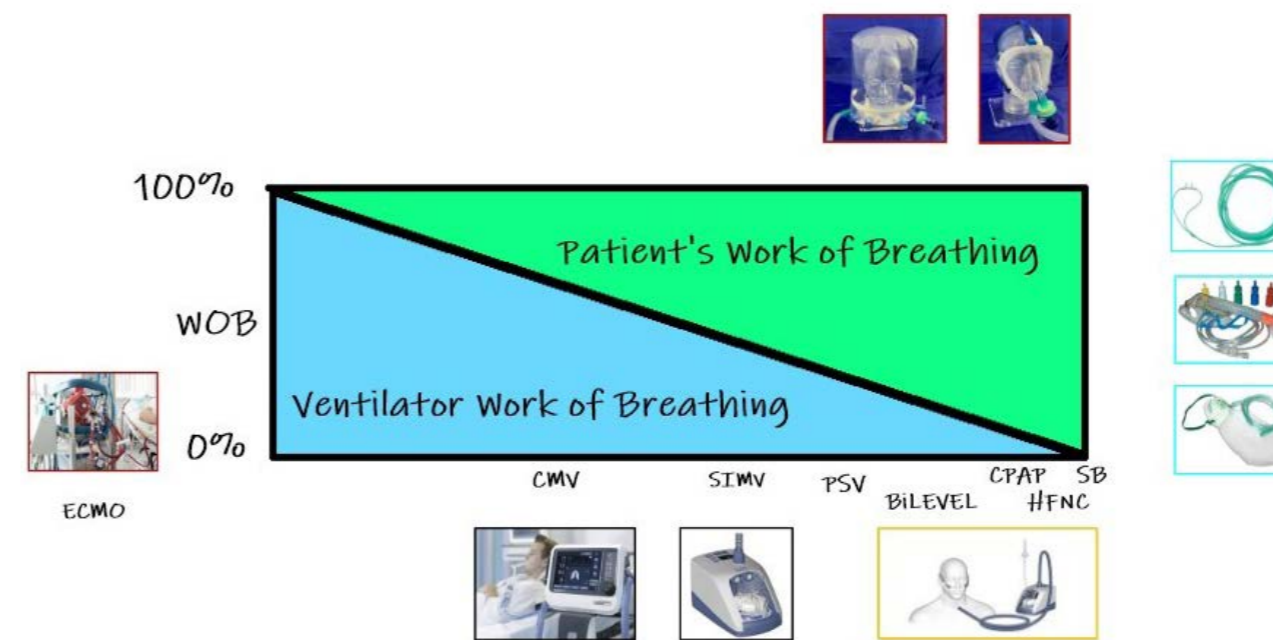 100%
Patient's Work of Breathing
WOB
Ventilator Work of Breathing
0%
CMV
SIMV
PSV
BiLEVEL
CPAP
HFNC
SB
ECMO